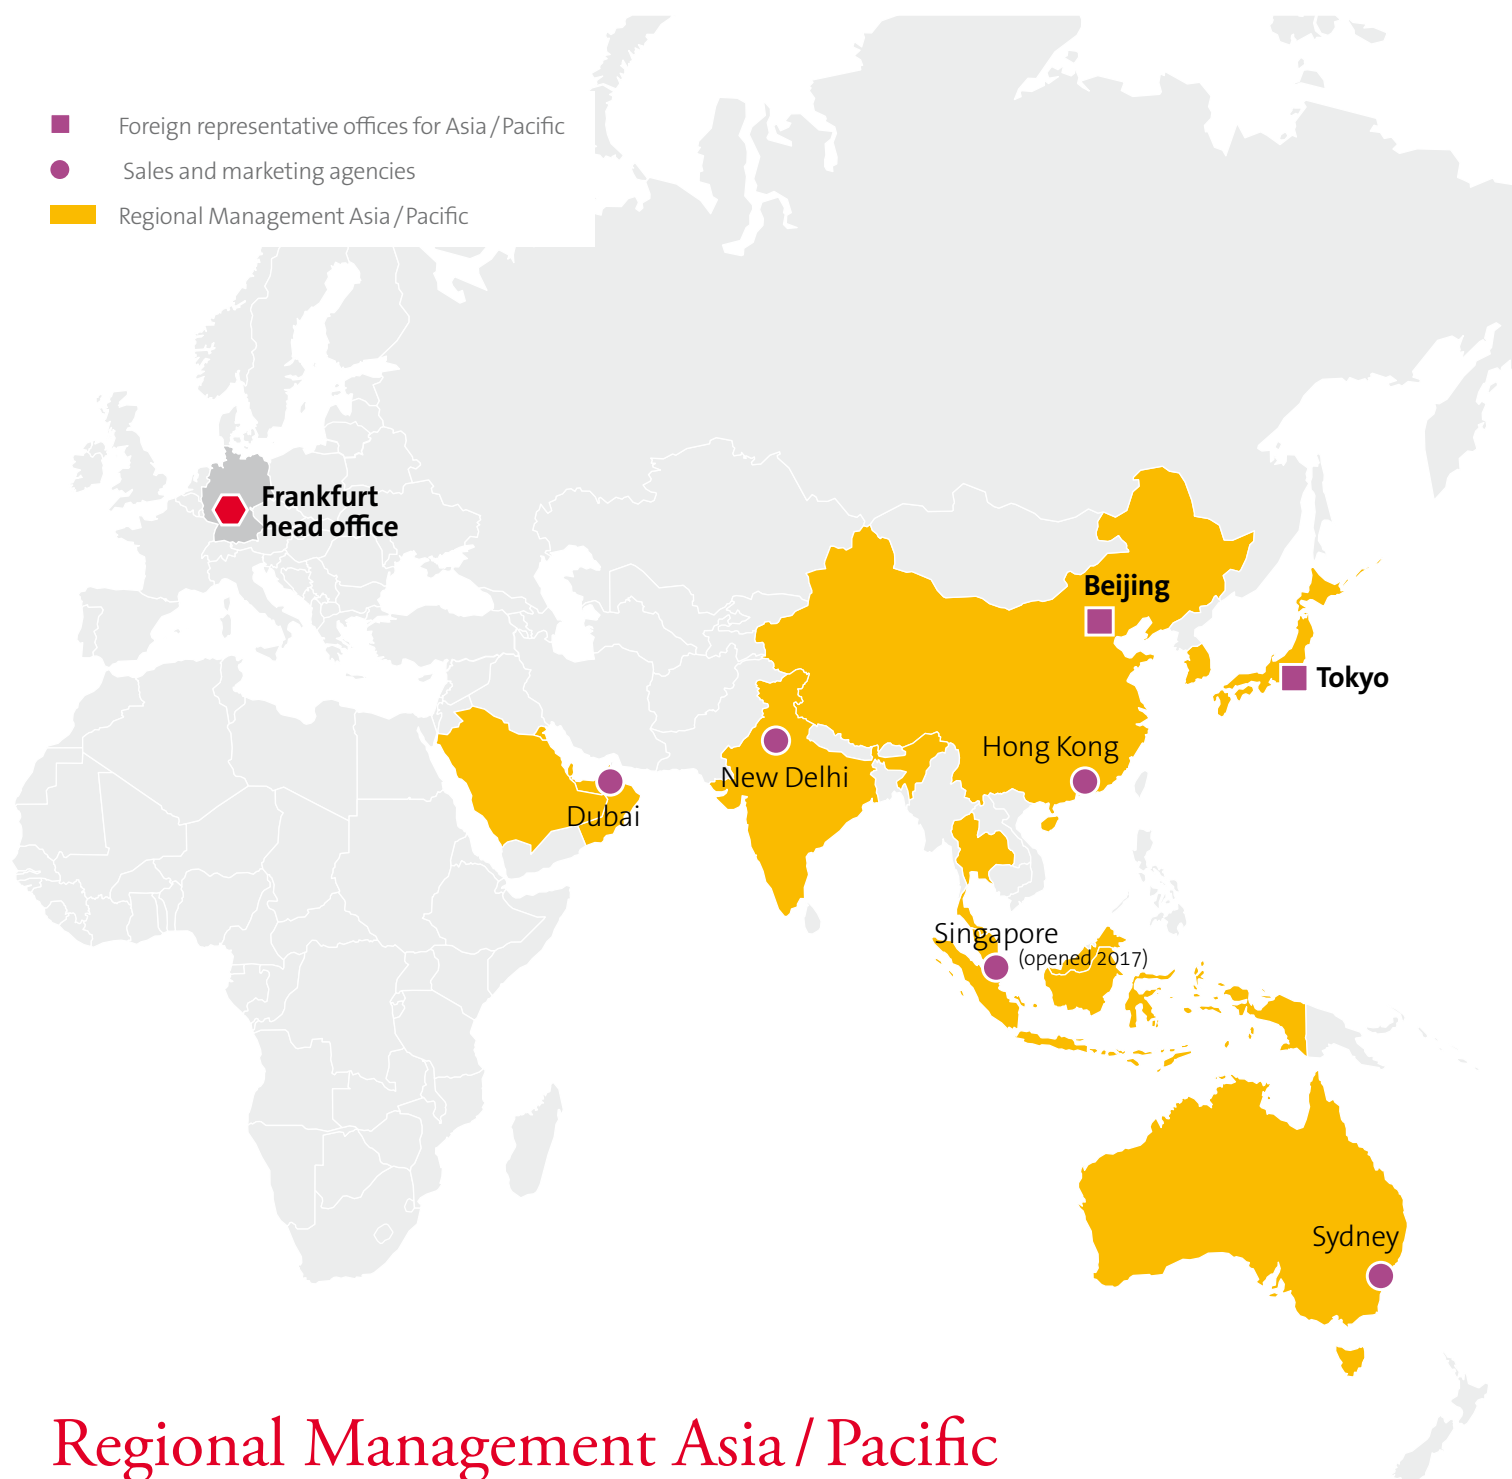 Foreign representative offices for Asia / Pacific
Sales and marketing agencies
Regional Management Asia / Pacific
Frankfurt
head office
Beijing
Tokyo
Hong Kong
New Delhi
Dubai
Singapore
(opened 2017)
Sydney
Regional Management Asia / Pacific